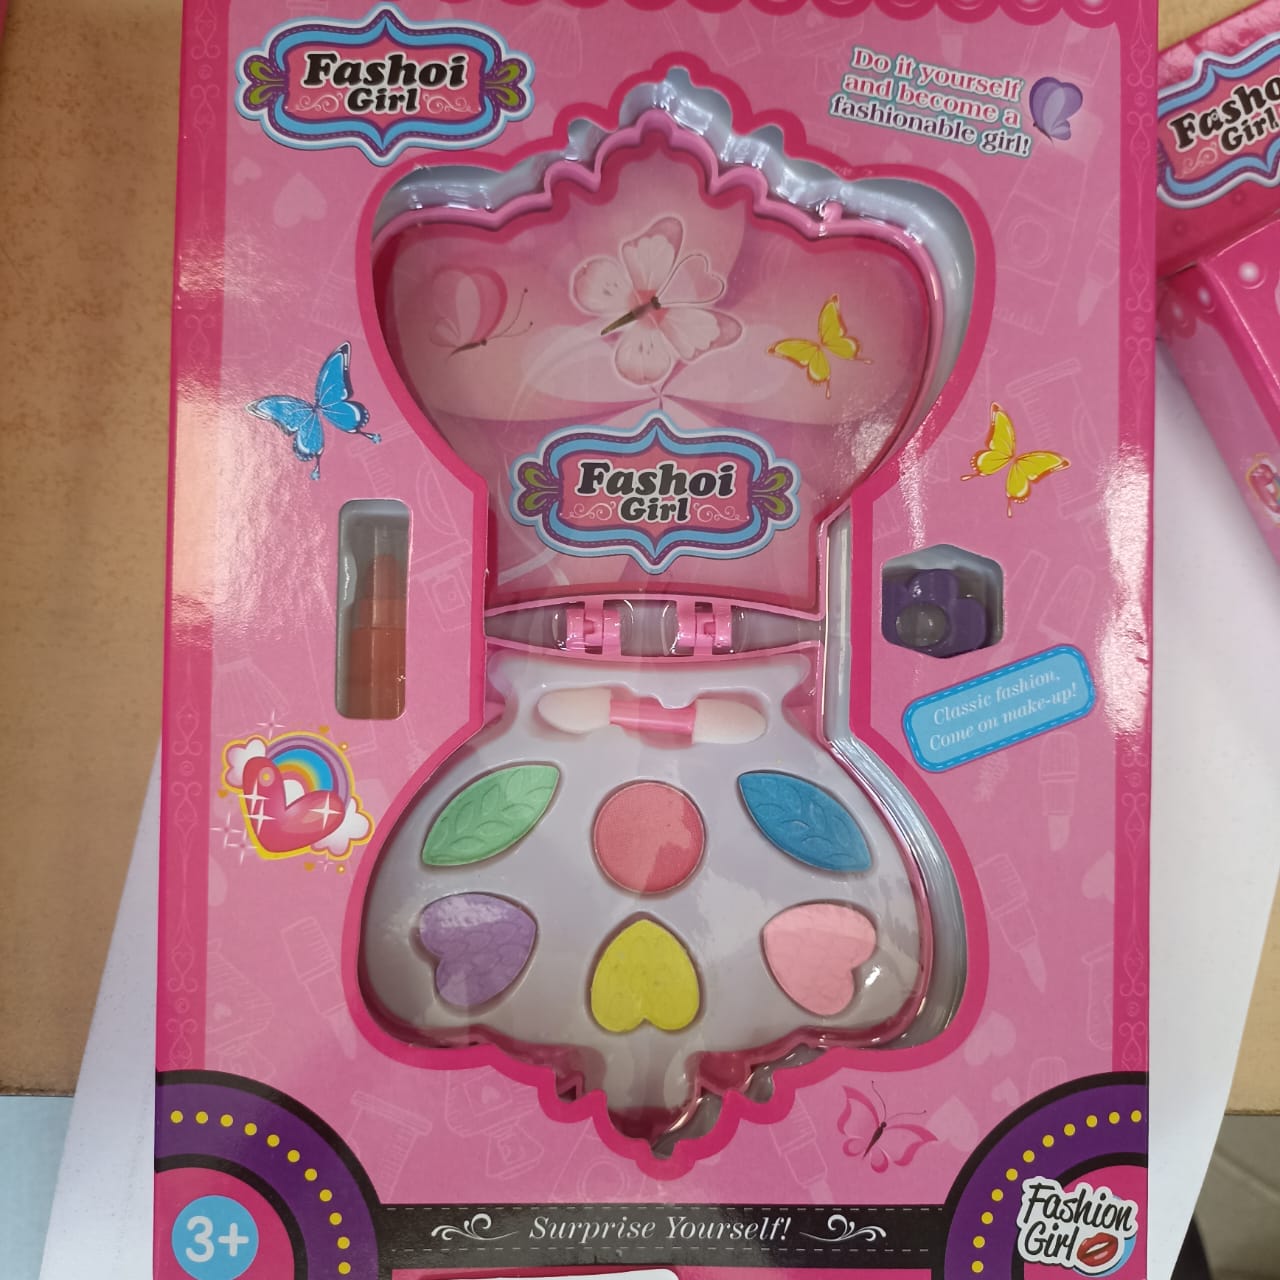 Fashoi
Girl
Do it yourself
and become a
fashionable girl!
Fasho
Girl
Fashoi
Girl
Classic fashion,
Come on make-up!
3+
Surprise Yourself!
Fashion
Girl